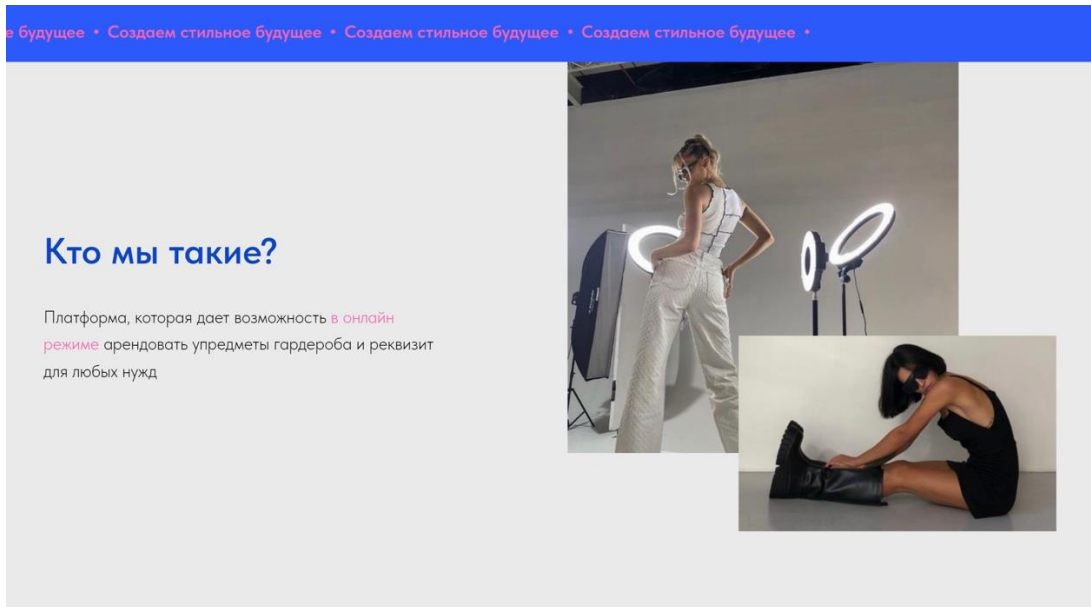 е будущее • Создаем стильное будущее • Создаем стильное будущее • Создаем стильное будущее •
Кто мы такие?
Платформа, которая дает возможность в онлайн
режиме арендовать упредметы гардероба и реквизит
для любых нужд